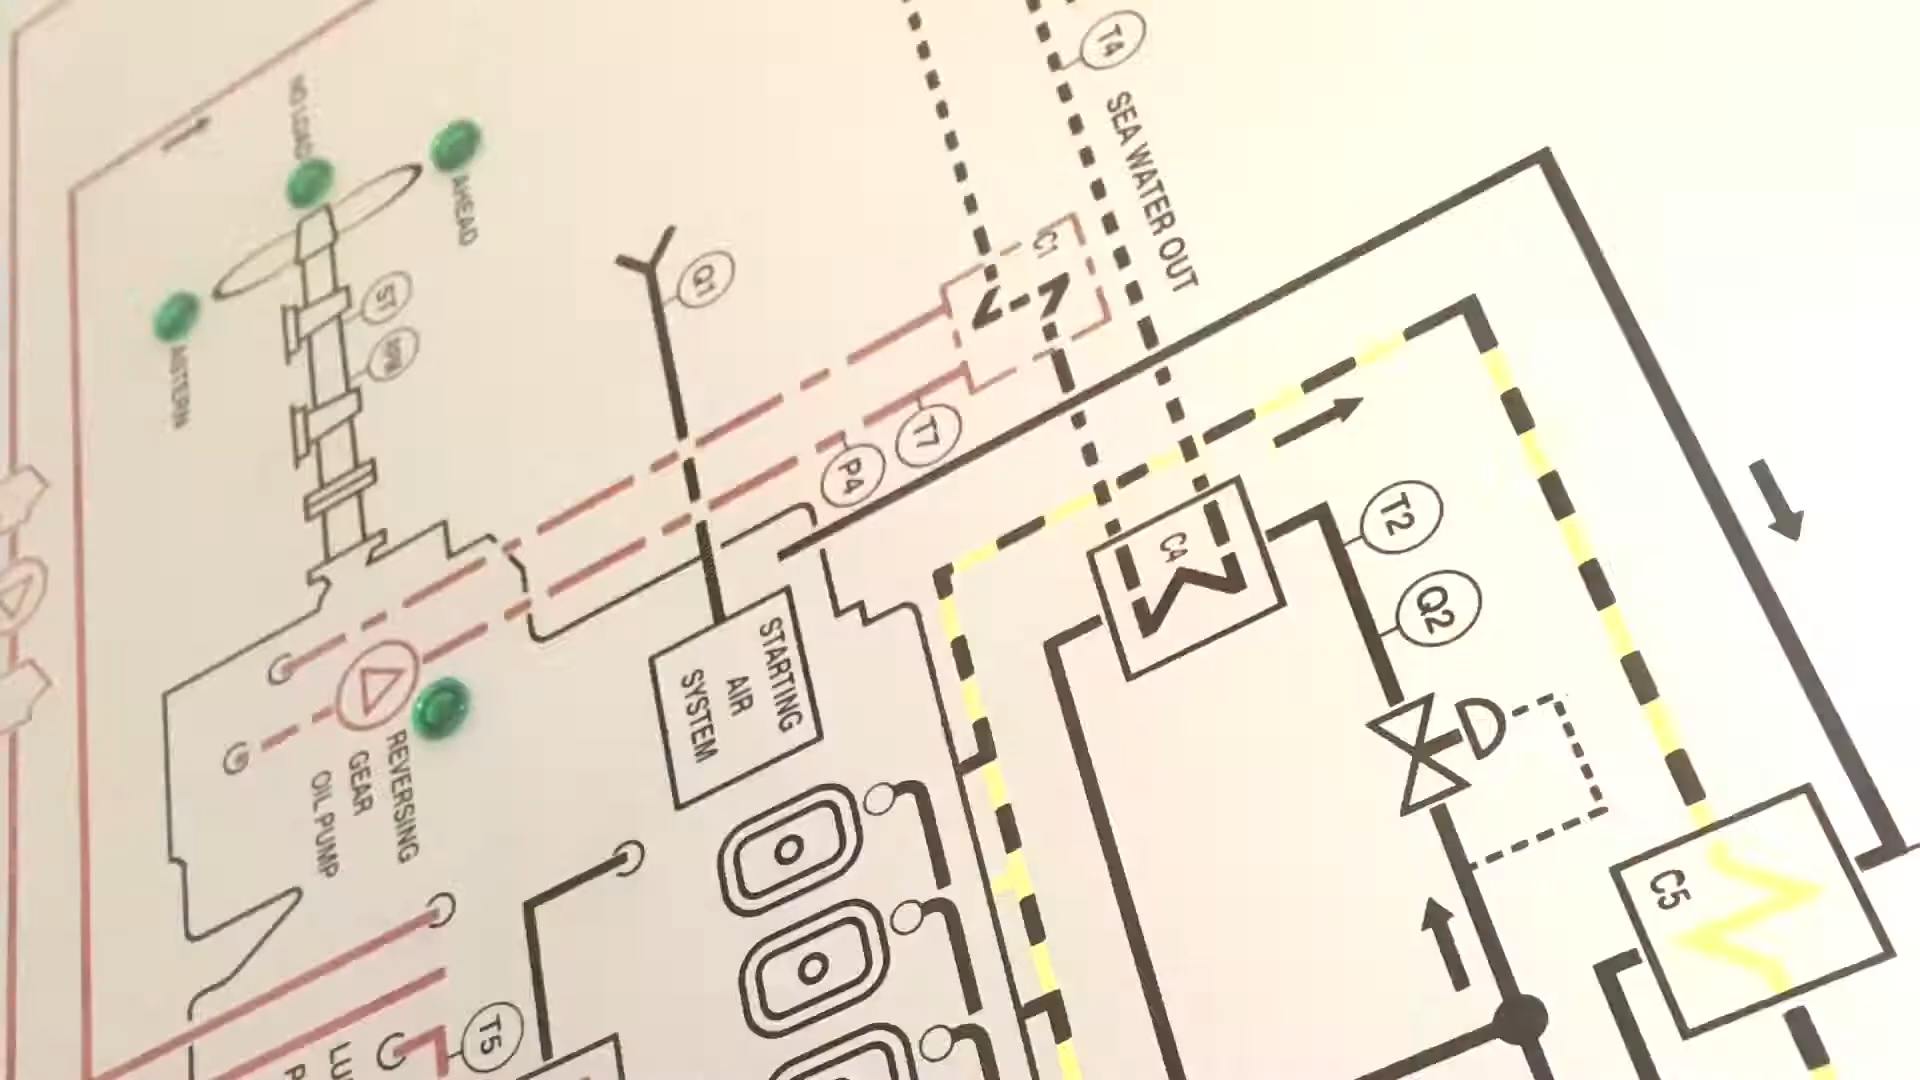 T4
SEA WATER OUT
NO LOAD
AHEAD
ASTERN
ST
RPM
Q1
C1
T7
P4
C4
T2
Q2
STARTING
AIR
SYSTEM
REVERSING
GEAR
OIL PUMP
C5
T5